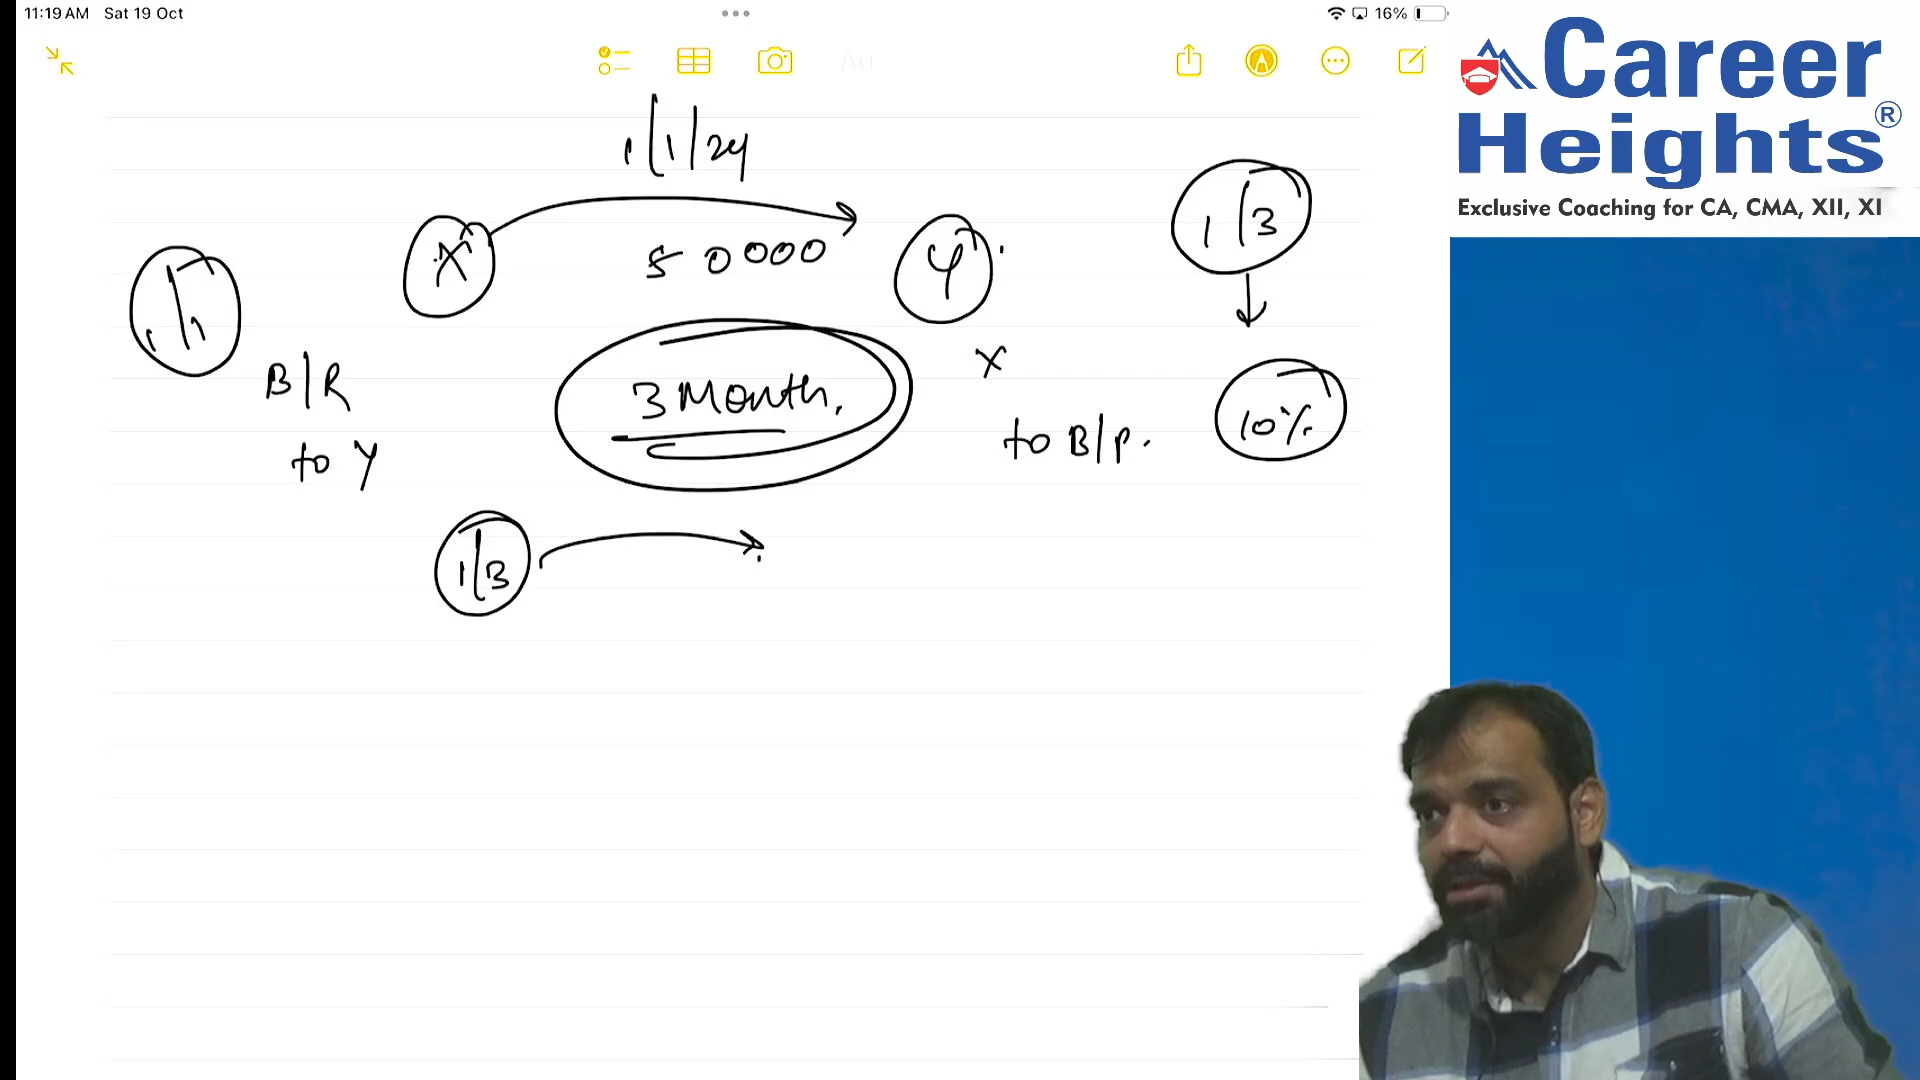 11:19 AM Sat 19 Oct
16%
Career
Heights®
Exclusive Coaching for CA, CMA, XII, XI
1/1/24
X
50000
Y
1/3
1/1
B/R
to Y
3 Month.
X
to B/P.
10%
1/3